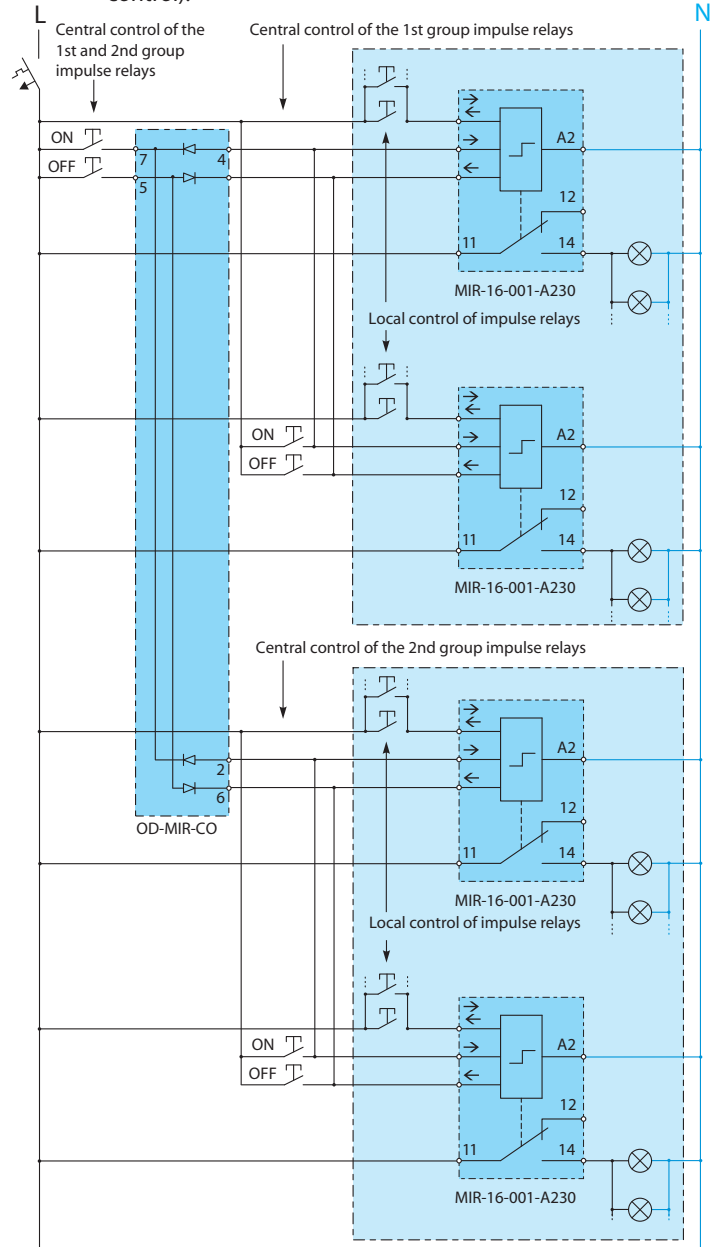 control).
L
N
Central control of the
1st and 2nd group
impulse relays
Central control of the 1st group impulse relays
ON
OFF
7
4
5
A2
12
11
14
MIR-16-001-A230
Local control of impulse relays
ON
OFF
A2
12
11
14
MIR-16-001-A230
Central control of the 2nd group impulse relays
2
6
OD-MIR-CO
A2
12
11
14
MIR-16-001-A230
Local control of impulse relays
ON
OFF
A2
12
11
14
MIR-16-001-A230